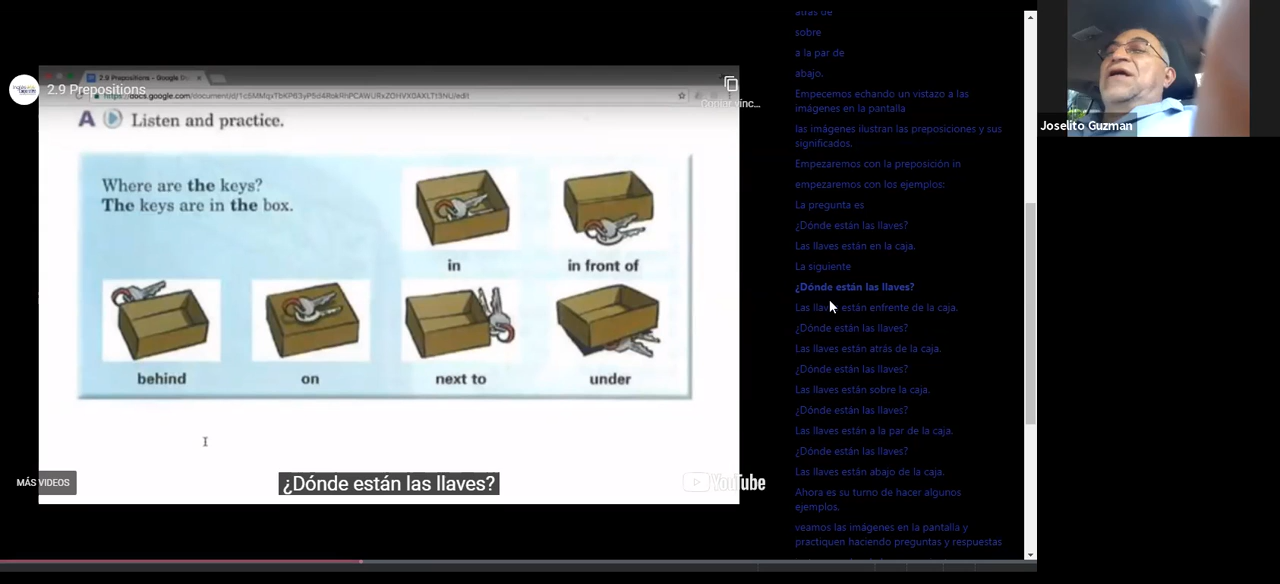 2.9 Prepositions - Google Do
2.9 Prepositions
Copiar vínc...
A Listen and practice.
Where are the keys?
The keys are in the box.
in
in front of
behind
on
next to
under
MÁS VIDEOS
¿Dónde están las llaves?
YouTube
atrás de
sobre
a la par de
abajo.
Empecemos echando un vistazo a las
imágenes en la pantalla
las imágenes ilustran las preposiciones y sus
significados.
Empezaremos con la preposición in
empezaremos con los ejemplos:
La pregunta es
¿Dónde están las llaves?
Las llaves están en la caja.
La siguiente
¿Dónde están las llaves?
Las llaves están enfrente de la caja.
¿Dónde están las llaves?
Las llaves están atrás de la caja.
¿Dónde están las llaves?
Las llaves están sobre la caja.
¿Dónde están las llaves?
Las llaves están a la par de la caja.
¿Dónde están las llaves?
Las llaves están abajo de la caja.
Ahora es su turno de hacer algunos
ejemplos.
veamos las imágenes en la pantalla y
practiquen haciendo preguntas y respuestas
Joselito Guzman